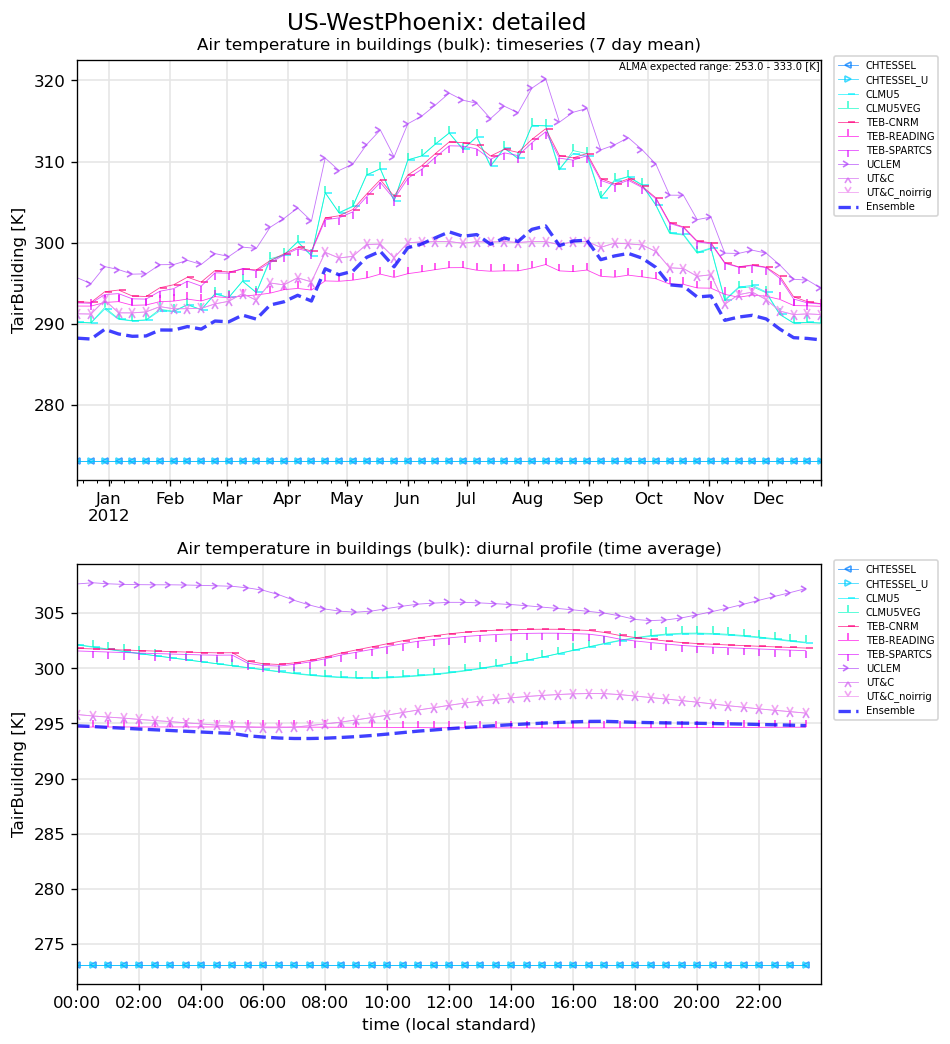 US-WestPhoenix: detailed
Air temperature in buildings (bulk): timeseries (7 day mean)
ALMA expected range: 253.0 - 333.0 [K]
TairBuilding [K]
320
310
300
290
280
Jan
2012
Feb
Mar
Apr
May
Jun
Jul
Aug
Sep
Oct
Nov
Dec
CHTESSEL
CHTESSEL_U
CLMU5
CLMU5VEG
TEB-CNRM
TEB-READING
TEB-SPARTCS
UCLEM
UT&C
UT&C_noirrig
Ensemble
Air temperature in buildings (bulk): diurnal profile (time average)
TairBuilding [K]
305
300
295
290
285
280
275
00:00
02:00
04:00
06:00
08:00
10:00
12:00
14:00
16:00
18:00
20:00
22:00
time (local standard)
CHTESSEL
CHTESSEL_U
CLMU5
CLMU5VEG
TEB-CNRM
TEB-READING
TEB-SPARTCS
UCLEM
UT&C
UT&C_noirrig
Ensemble